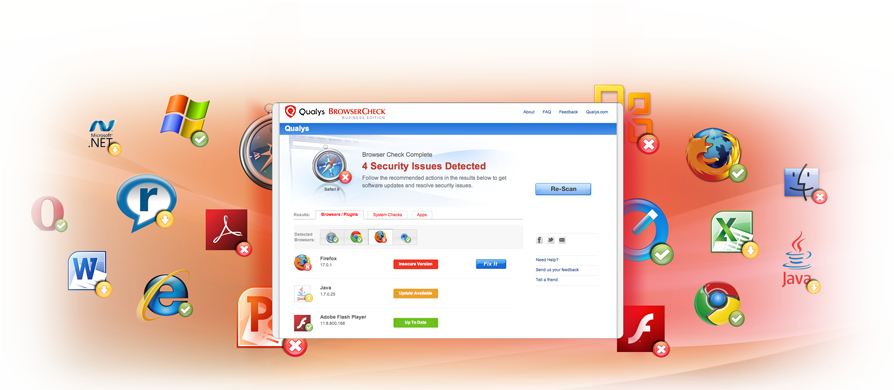 Qualys BROWSERCHECK
BUSINESS EDITION
About FAQ Feedback Qualys.com
Qualys
Browser Check Complete
4 Security Issues Detected
Follow the recommended actions in the results below to get
software updates and resolve security issues.
Safari 6
Re-Scan
Results: Browsers / Plugins System Checks Apps
Detected
Browsers:
Firefox
17.0.1
Insecure Version
Fix It
Java
1.7.0.25
Update Available
Adobe Flash Player
11.8.800.168
Up To Date
Need Help?
Send us your feedback
Tell a friend
Microsoft
.NET
r
W
P
X
Java